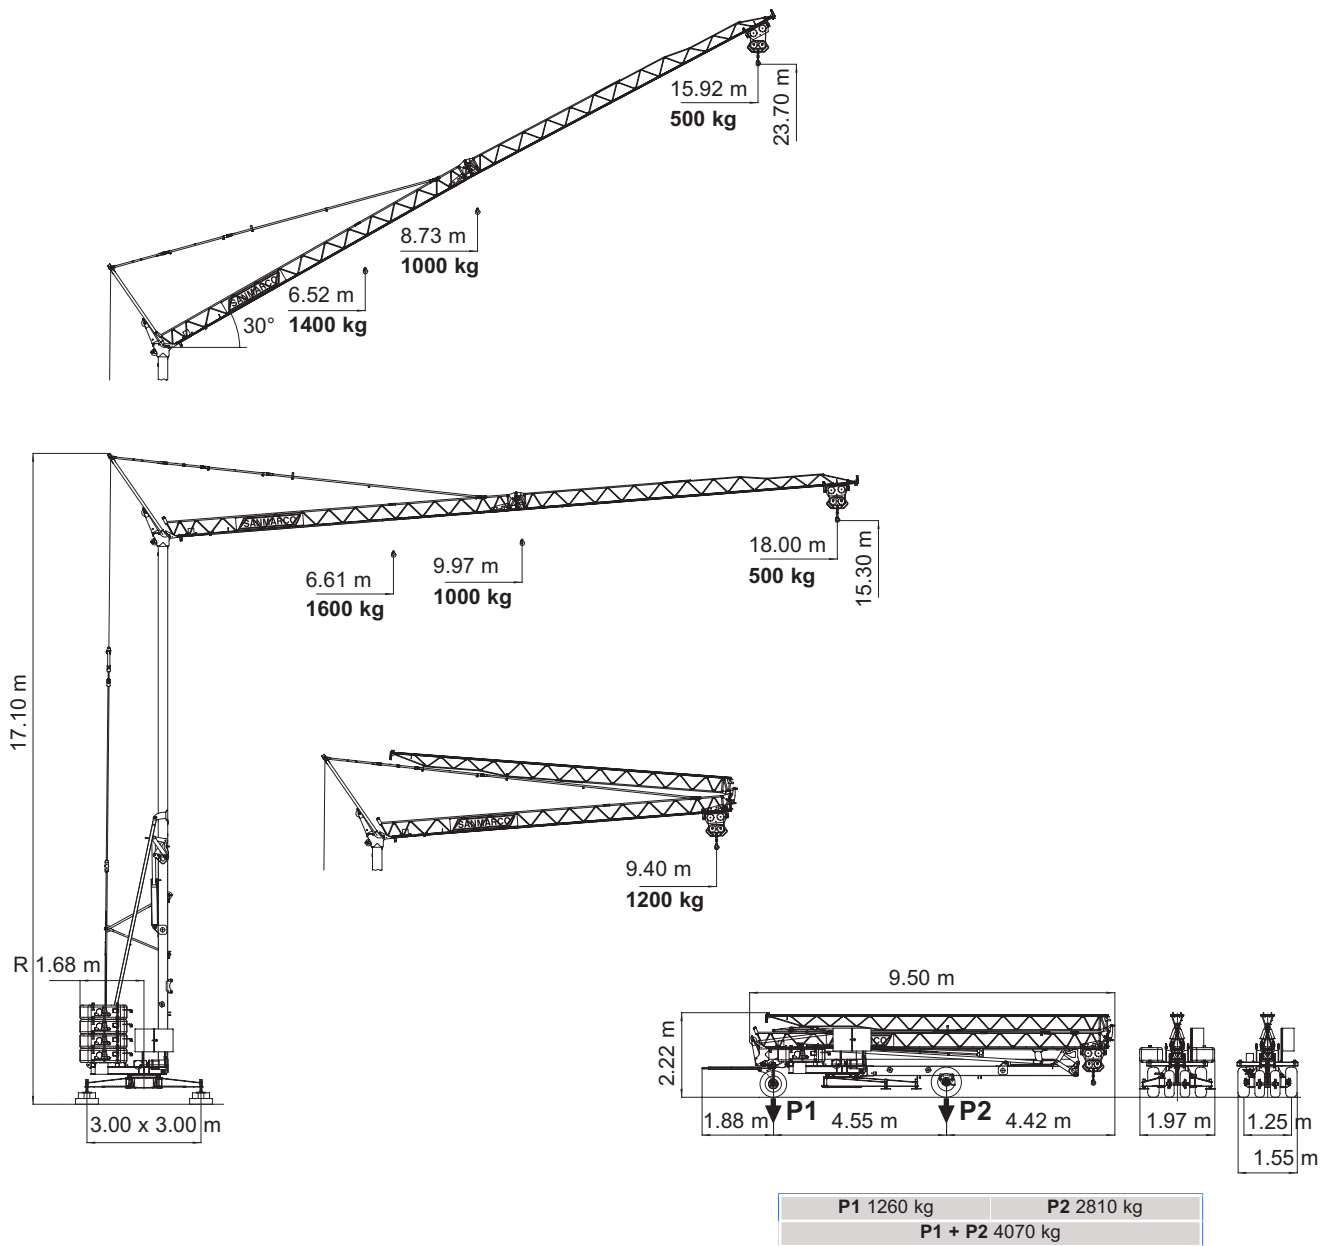 15.92 m
500 kg
23.70 m
8.73 m
1000 kg
SANMARCO
6.52 m
1400 kg
30°
SANMARCO
18.00 m
500 kg
15.30 m
9.97 m
1000 kg
6.61 m
1600 kg
17.10 m
SANMARCO
9.40 m
1200 kg
R 1.68 m
9.50 m
2.22 m
CO
3.00 x 3.00 m
P1
P2
1.88 m
4.55 m
4.42 m
1.97 m
1.25 m
1.55 m
P1 1260 kg P2 2810 kg
P1 + P2 4070 kg